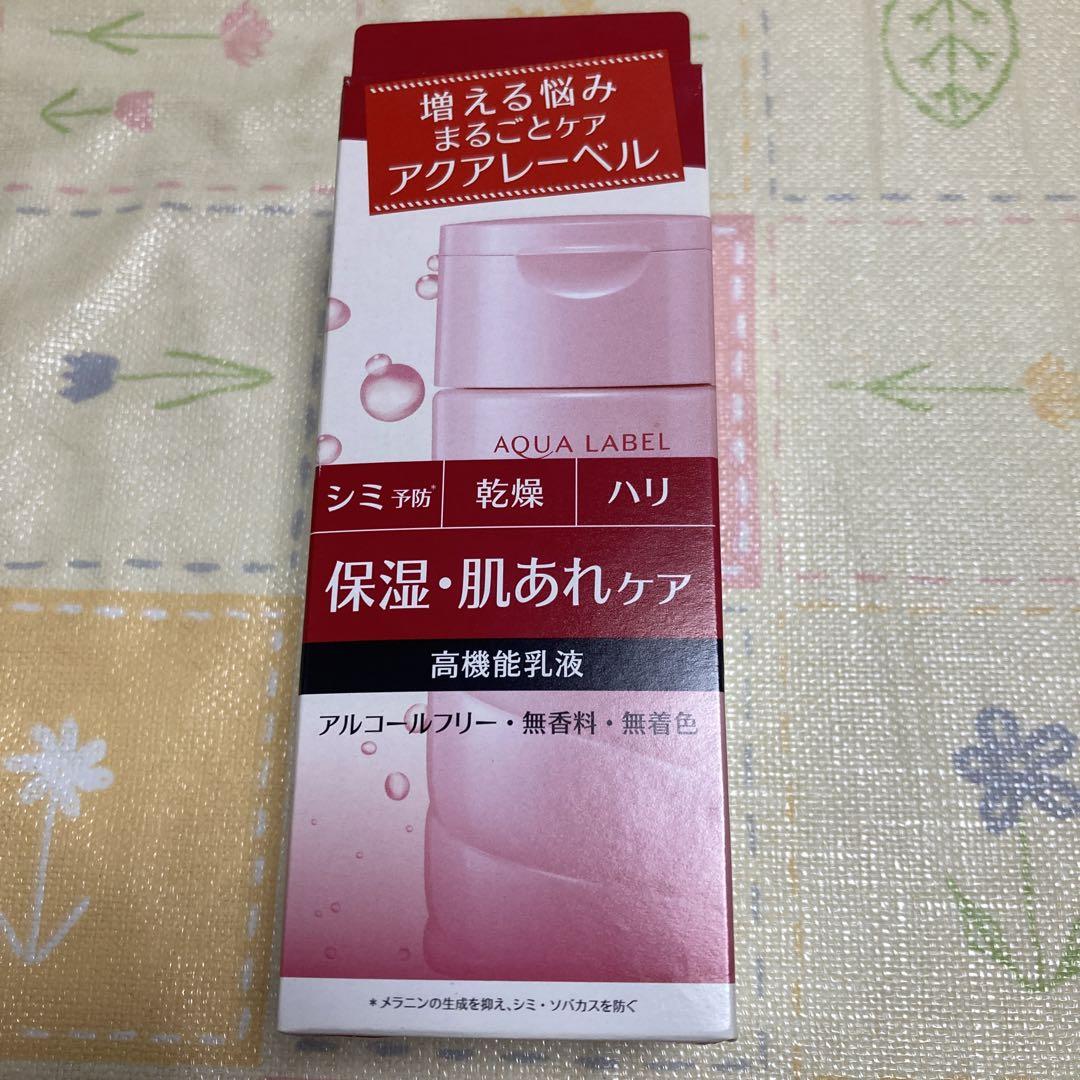 増える悩み
まるごとケア
アクアレーベル
AQUA LABEL
シミ予防* 乾燥 ハリ
保湿・肌あれケア
高機能乳液
アルコールフリー・無香料・無着色
*メラニンの生成を抑え、シミ・ソバカスを防ぐ